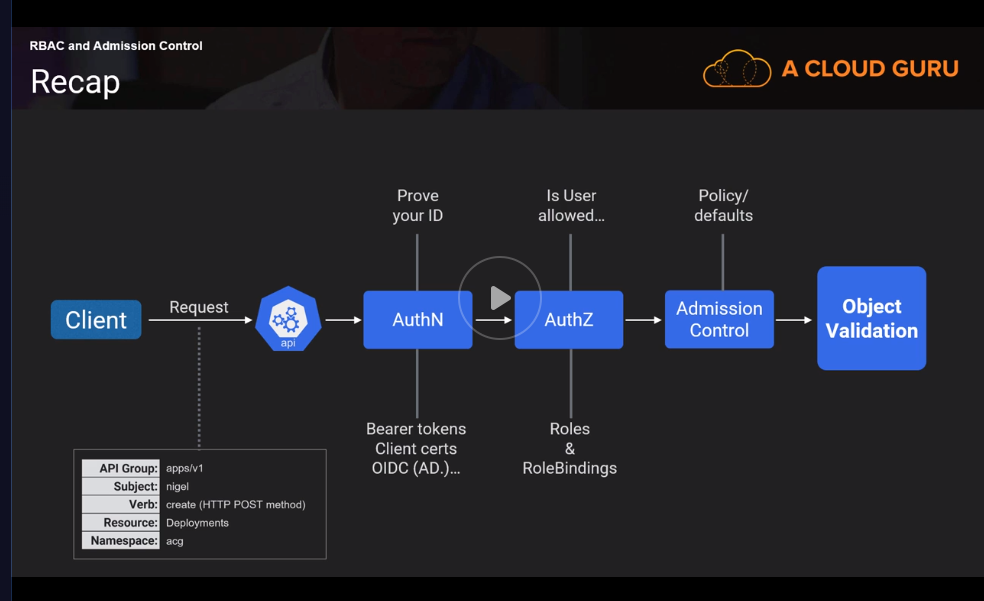 RBAC and Admission Control
Recap
A CLOUD GURU
Prove
your ID
Is User
allowed...
Policy/
defaults
Client
Request
api
AuthN
AuthZ
Admission
Control
Object
Validation
Bearer tokens
Client certs
OIDC (AD.)...
Roles
&
RoleBindings
API Group: apps/v1
Subject: nigel
Verb: create (HTTP POST method)
Resource: Deployments
Namespace: acg